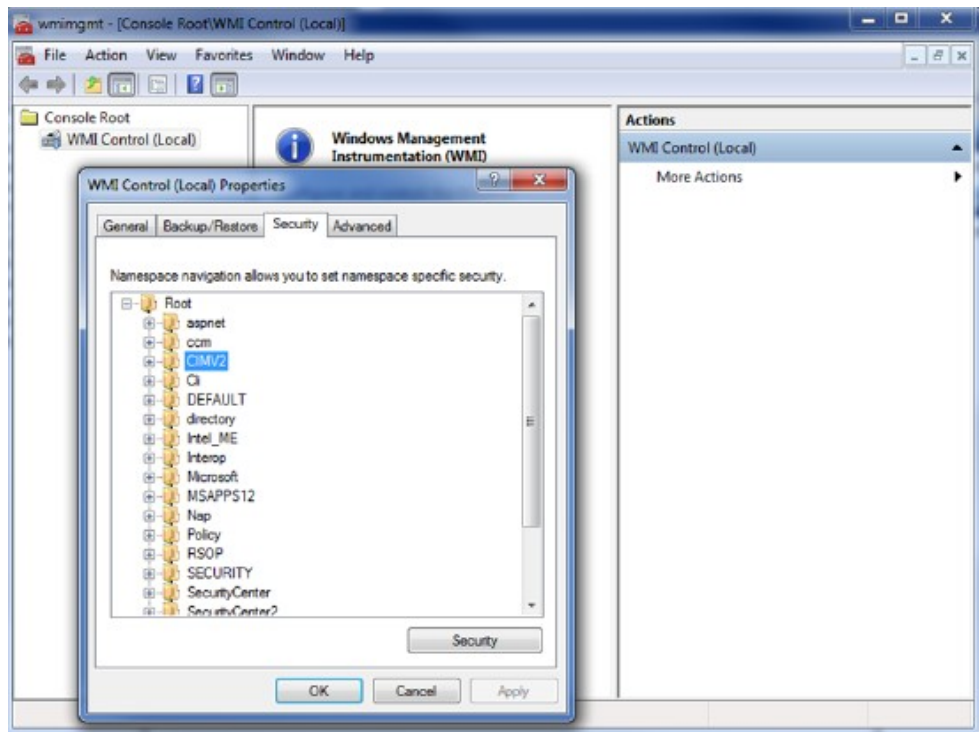 wmimgmt - [Console Root\WMI Control (Local)]
File Action View Favorites Window Help
Console Root
WMI Control (Local)
Windows Management
Instrumentation (WMI)
Actions
WMI Control (Local)
More Actions
WMI Control (Local) Properties
General Backup/Restore Security Advanced
Namespace navigation allows you to set namespace specific security.
Root
aspnet
ccm
CIMV2
Cli
DEFAULT
directory
Intel_ME
Interop
Microsoft
MSAPPS12
Nap
Policy
RSOP
SECURITY
SecurityCenter
SecurityCenter2
Security
OK Cancel Apply